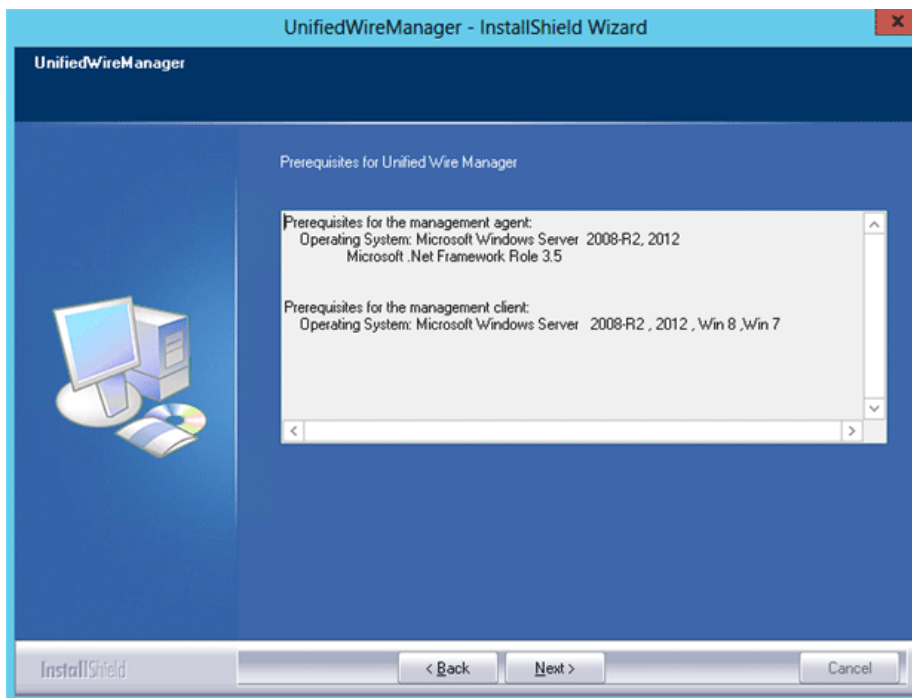 UnifiedWireManager - InstallShield Wizard
x
UnifiedWireManager
Prerequisites for Unified Wire Manager
Prerequisites for the management agent:
Operating System: Microsoft Windows Server 2008-R2, 2012
Microsoft .Net Framework Role 3.5
Prerequisites for the management client:
Operating System: Microsoft Windows Server 2008-R2 , 2012 , Win 8 ,Win 7
InstallShield
< Back
Next >
Cancel